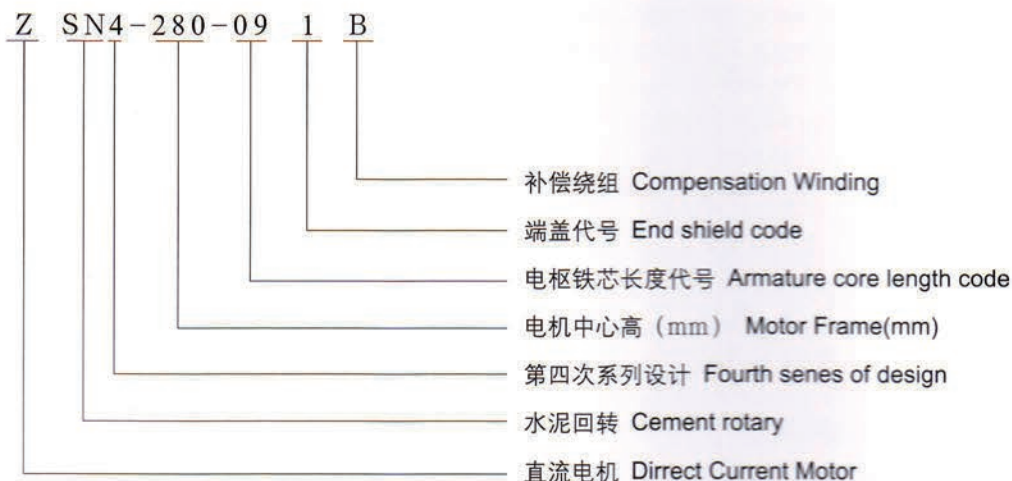 Z SN4-280-09 1 B
补偿绕组 Compensation Winding
端盖代号 End shield code
电枢铁芯长度代号 Armature core length code
电机中心高（mm） Motor Frame(mm)
第四次系列设计 Fourth senes of design
水泥回转 Cement rotary
直流电机 Dirrect Current Motor